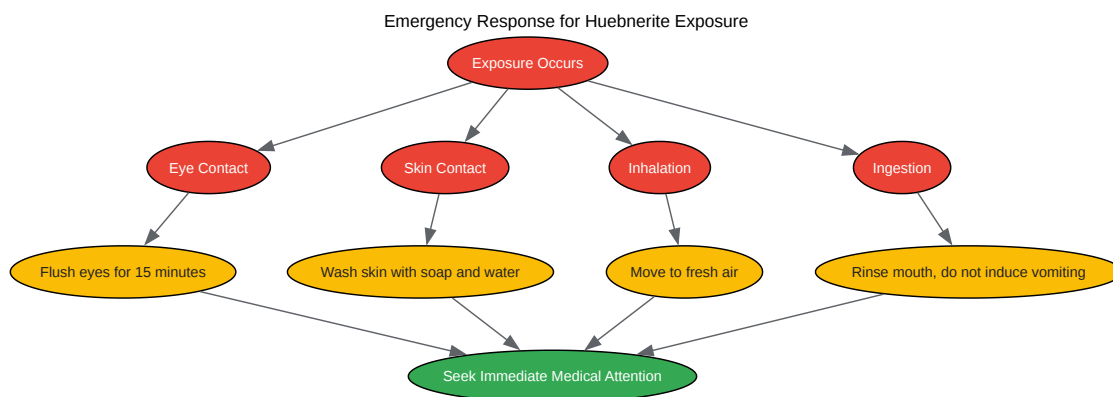 Emergency Response for Huebnerite Exposure
Exposure Occurs
Eye Contact
Skin Contact
Inhalation
Ingestion
Flush eyes for 15 minutes
Wash skin with soap and water
Move to fresh air
Rinse mouth, do not induce vomiting
Seek Immediate Medical Attention